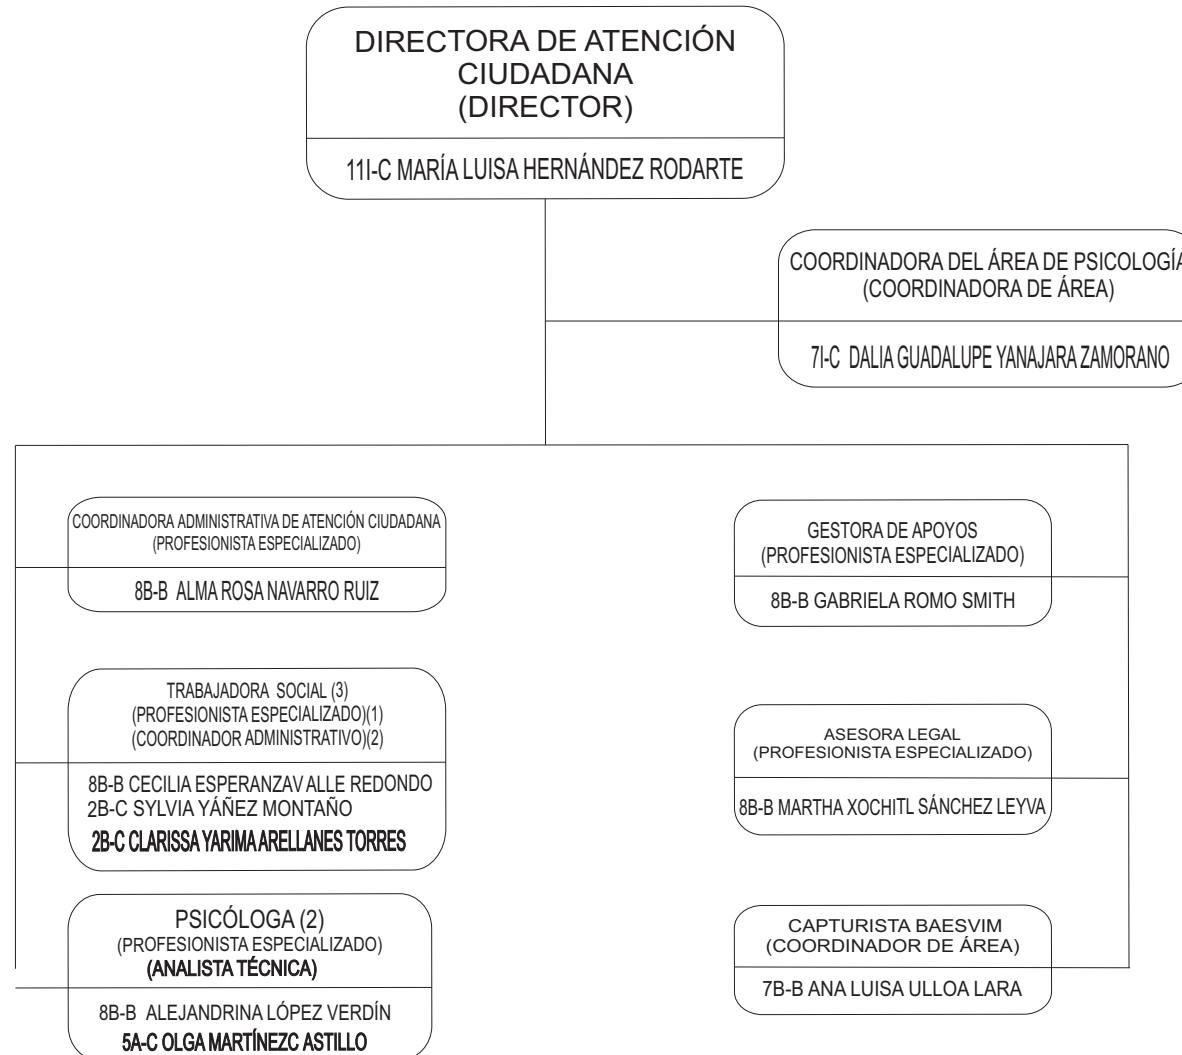 DIRECTORA DE ATENCIÓN
CIUDADANA
(DIRECTOR)
11I-C MARÍA LUISA HERNÁNDEZ RODARTE
COORDINADORA DEL ÁREA DE PSICOLOGÍA
(COORDINADORA DE ÁREA)
7I-C DALIA GUADALUPE YANAJARA ZAMORANO
COORDINADORA ADMINISTRATIVA DE ATENCIÓN CIUDADANA
(PROFESIONISTA ESPECIALIZADO)
8B-B ALMA ROSA NAVARRO RUIZ
GESTORA DE APOYOS
(PROFESIONISTA ESPECIALIZADO)
8B-B GABRIELA ROMO SMITH
TRABAJADORA SOCIAL (3)
(PROFESIONISTA ESPECIALIZADO)(1)
(COORDINADOR ADMINISTRATIVO)(2)
8B-B CECILIA ESPERANZAV ALLE REDONDO
2B-C SYLVIA YÁÑEZ MONTAÑO
2B-C CLARISSA YARIMA ARELLANES TORRES
ASESORA LEGAL
(PROFESIONISTA ESPECIALIZADO)
8B-B MARTHA XOCHITL SÁNCHEZ LEYVA
PSICÓLOGA (2)
(PROFESIONISTA ESPECIALIZADO)
(ANALISTA TÉCNICA)
8B-B ALEJANDRINA LÓPEZ VERDÍN
5A-C OLGA MARTÍNEZC ASTILLO
CAPTURISTA BAESVIM
(COORDINADOR DE ÁREA)
7B-B ANA LUISA ULLOA LARA